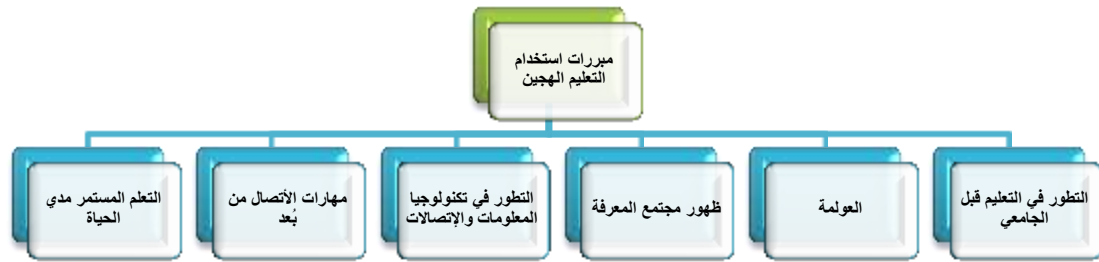 مبررات استخدام
التعليم الهجين
التطور في التعليم قبل
الجامعي
العولمة
ظهور مجتمع المعرفة
التطور في تكنولوجيا
المعلومات والإتصالات
مهارات الأتصال من
بُعد
التعلم المستمر مدي
الحياة